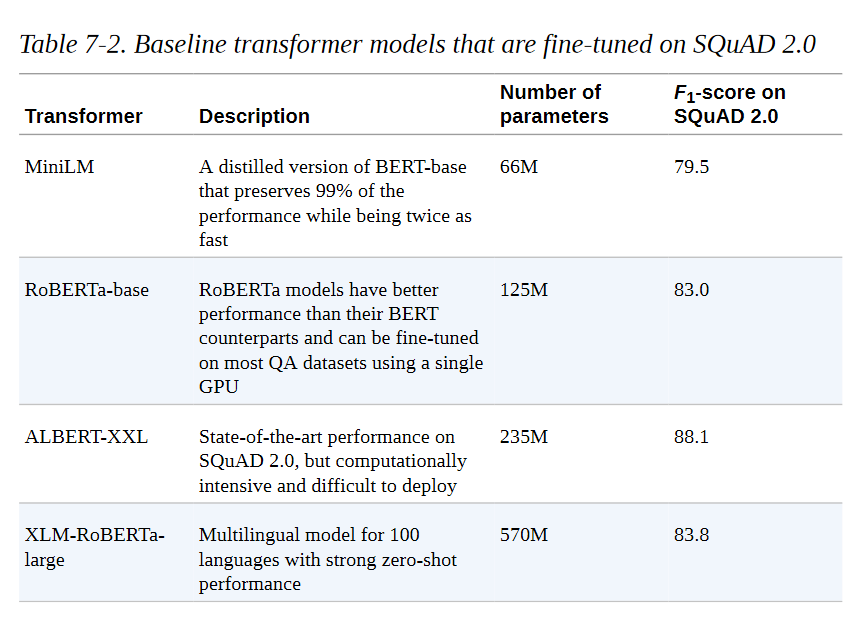 Table 7-2. Baseline transformer models that are fine-tuned on SQuAD 2.0
Transformer Description Number of parameters F1-score on SQuAD 2.0
MiniLM A distilled version of BERT-base 66M 79.5
that preserves 99% of the
performance while being twice as
fast
RoBERTa-base RoBERTa models have better 125M 83.0
performance than their BERT
counterparts and can be fine-tuned
on most QA datasets using a single
GPU
ALBERT-XXL State-of-the-art performance on 235M 88.1
SQuAD 2.0, but computationally
intensive and difficult to deploy
XLM-RoBERTa- Multilingual model for 100 570M 83.8
large languages with strong zero-shot
performance